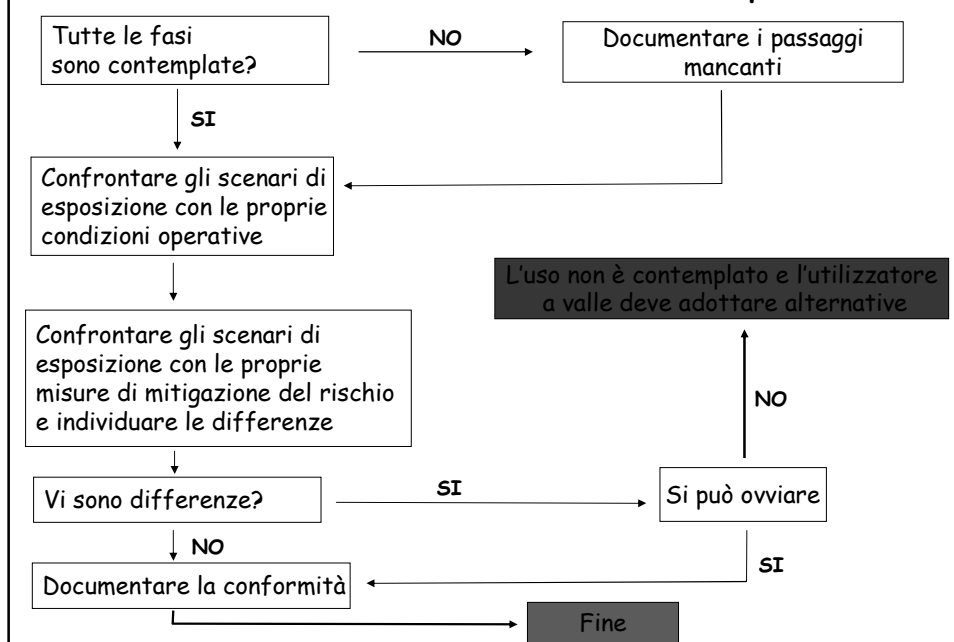 Tutte le fasi
sono contemplate?
NO
Documentare i passaggi
mancanti
SI
Confrontare gli scenari di
esposizione con le proprie
condizioni operative
L'uso non è contemplato e l'utilizzatore
a valle deve adottare alternative
Confrontare gli scenari di
esposizione con le proprie
misure di mitigazione del rischio
e individuare le differenze
NO
Vi sono differenze?
SI
Si può ovviare
NO
SI
Documentare la conformità
Fine